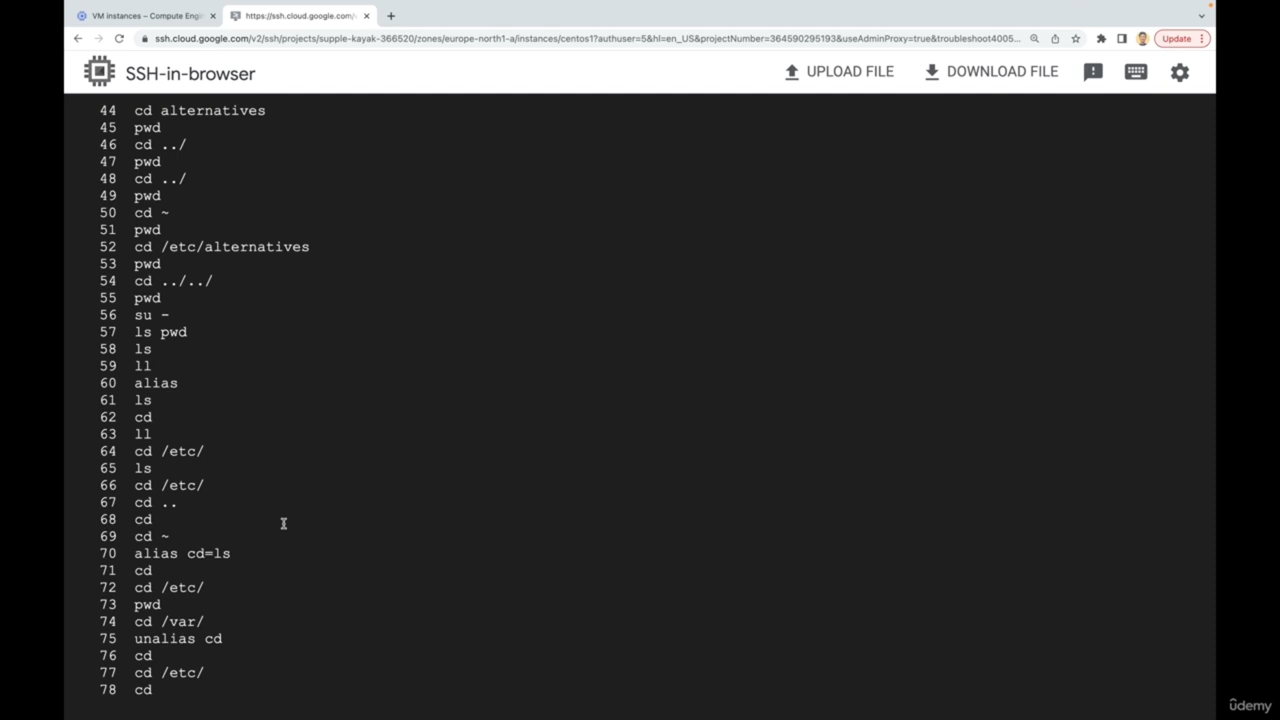 VM instances – Compute Engi
https://ssh.cloud.google.com/v
ssh.cloud.google.com/v2/ssh/projects/supple-kayak-366520/zones/europe-north1-a/instances/centos1?authuser=5&hl=en_US&projectNumber=364590295193&useAdminProxy=true&troubleshoot4005...
Update
SSH-in-browser
UPLOAD FILE
DOWNLOAD FILE
44 cd alternatives
45 pwd
46 cd ../
47 pwd
48 cd ../
49 pwd
50 cd ~
51 pwd
52 cd /etc/alternatives
53 pwd
54 cd ../../
55 pwd
56 su -
57 ls pwd
58 ls
59 ll
60 alias
61 ls
62 cd
63 ll
64 cd /etc/
65 ls
66 cd /etc/
67 cd ..
68 cd
69 cd ~
70 alias cd=ls
71 cd
72 cd /etc/
73 pwd
74 cd /var/
75 unalias cd
76 cd
77 cd /etc/
78 cd
ûdemy